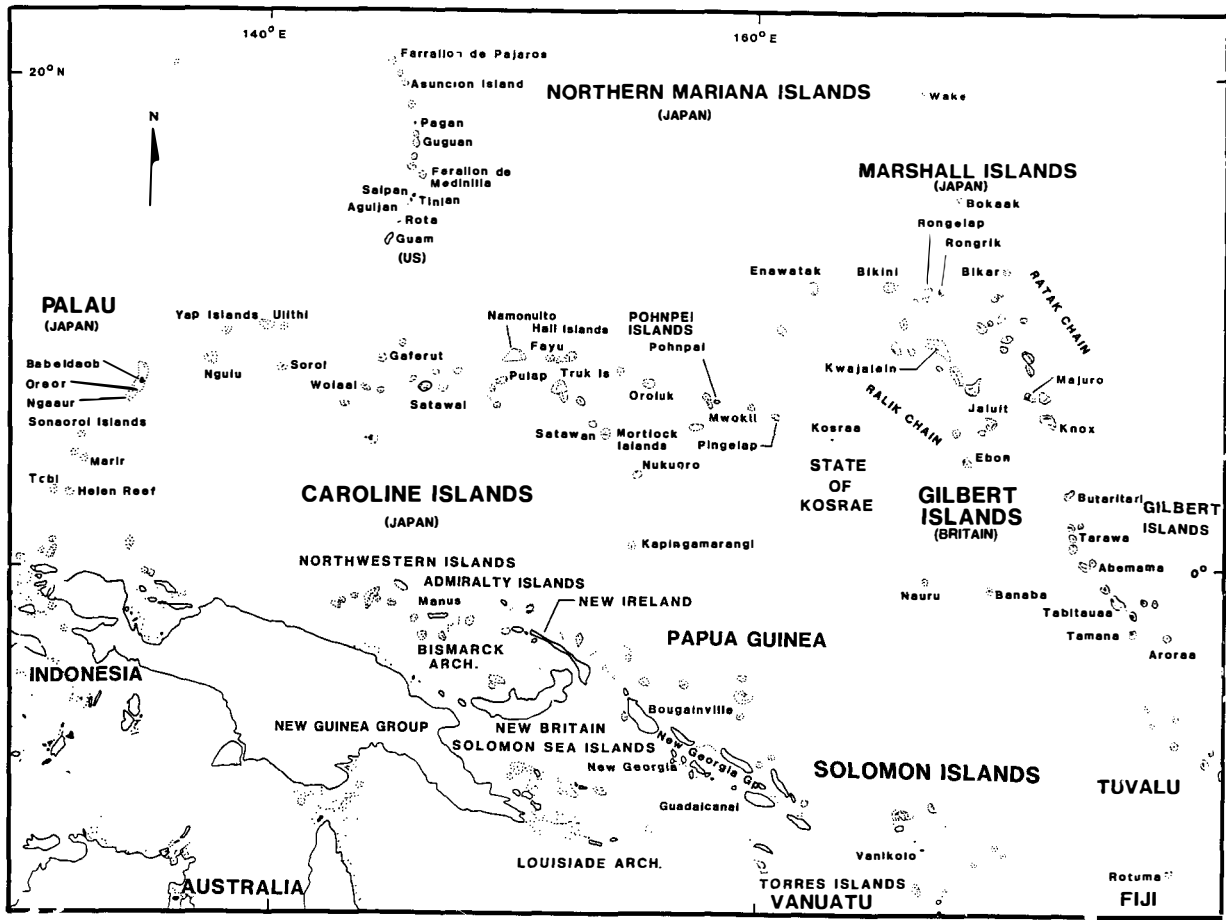 140° E
160° E
20° N
Farrallon de Pajaros
Asuncion Island
NORTHERN MARIANA ISLANDS
(JAPAN)
Wake
N
Pagan
Guguan
Ferallon de
Medinilla
MARSHALL ISLANDS
(JAPAN)
Saipan
Tinian
Aguijan
Bokaak
Rota
Rongelap
Guam
(US)
Rongrik
Enawatak
Bikini
Bikar
RATAK CHAIN
PALAU
(JAPAN)
Yap Islands
Ulithi
Namonuito
Hall Islands
Fayu
POHNPEI
ISLANDS
Pohnpai
Babeldaob
Oreor
Ngaaur
Ngulu
Sorol
Gaferut
Kwajalein
Woleai
Satawal
Pulap
Truk Is
Oroluk
Majuro
RALIK CHAIN
Jaluit
Sonsorol Islands
Mwokil
Knox
Satawan
Mortlock
Islands
Pingelap
Kosraa
Marir
Nukuoro
Ebon
Tobi
Helen Reef
STATE
OF
KOSRAE
CAROLINE ISLANDS
(JAPAN)
GILBERT
ISLANDS
(BRITAIN)
Butaritari
GILBERT
ISLANDS
Tarawa
Kapingamarangi
NORTHWESTERN ISLANDS
ADMIRALTY ISLANDS
Abemama
0°
Manus
NEW IRELAND
Nauru
Banaba
Tabitauaa
PAPUA GUINEA
Tamana
BISMARCK
ARCH.
Aroraa
INDONESIA
NEW GUINEA GROUP
NEW BRITAIN
Bougainville
SOLOMON SEA ISLANDS
New Georgia Gp
New Georgia
SOLOMON ISLANDS
TUVALU
Guadalcanal
Vanikolo
LOUISIADE ARCH.
Rotuma
AUSTRALIA
TORRES ISLANDS
VANUATU
FIJI